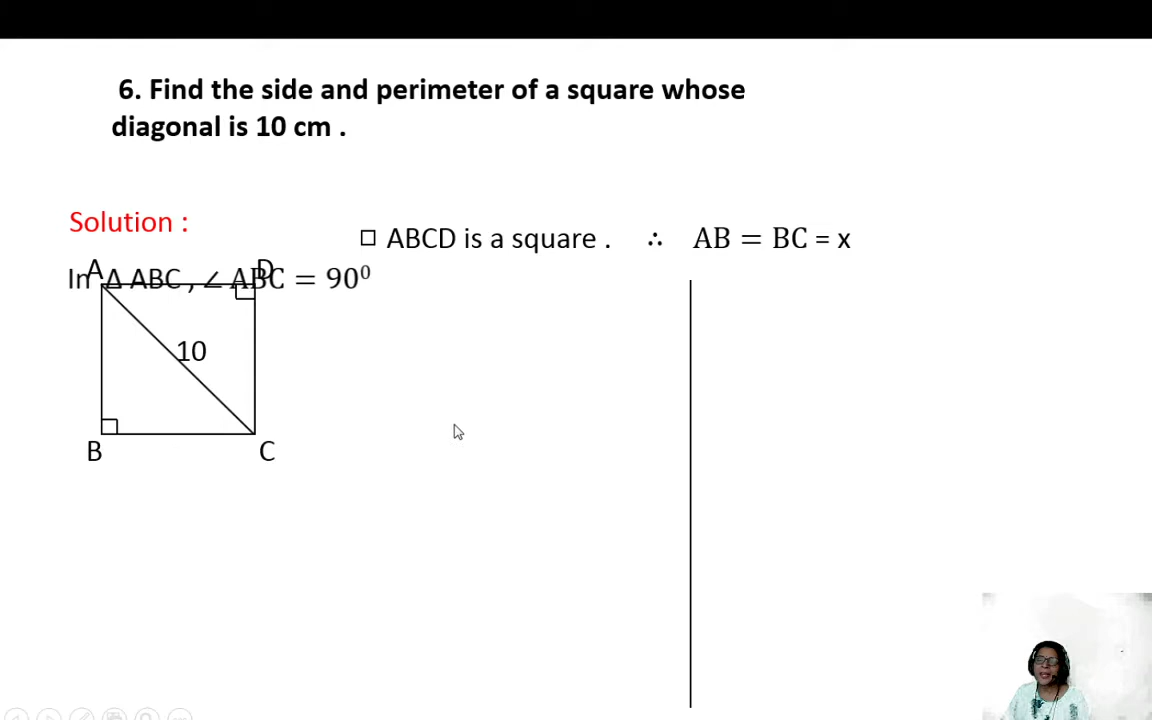 6. Find the side and perimeter of a square whose
diagonal is 10 cm .
Solution :
□ ABCD is a square . ∴ AB = BC = x
In Δ ABC , ∠ ABC = 90⁰
A
D
10
B
C